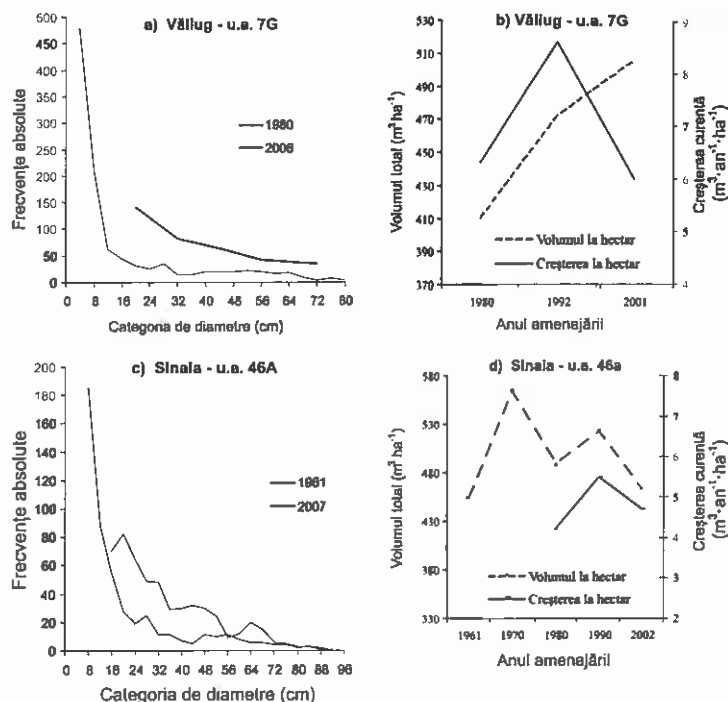 a) Văliug - u.a. 7G
Frecvențe absolute
500
450
400
350
300
250
200
150
100
50
0
1980
2006
0 8 16 24 32 40 48 56 64 72 80
Categoria de diametre (cm)
b) Văliug - u.a. 7G
Volumul total (m³ ha⁻¹)
530
510
490
470
450
430
410
390
370
9
8
7
6
5
4
Creșterea curentă
(m³·an⁻¹·ha⁻¹)
Volumul la hectar
Creșterea la hectar
1980 1992 2001
Anul amenajării
c) Sinaia - u.a. 46A
Frecvențe absolute
200
180
160
140
120
100
80
60
40
20
0
1961
2007
0 8 16 24 32 40 48 56 64 72 80 88 96
Categoria de diametre (cm)
d) Sinaia - u.a. 46a
Volumul total (m³ ha⁻¹)
580
530
480
430
380
330
8
7
6
5
4
3
2
Creșterea curentă
(m³·an⁻¹·ha⁻¹)
Volumul la hectar
Creșterea la hectar
1961 1970 1980 1990 2002
Anul amenajării